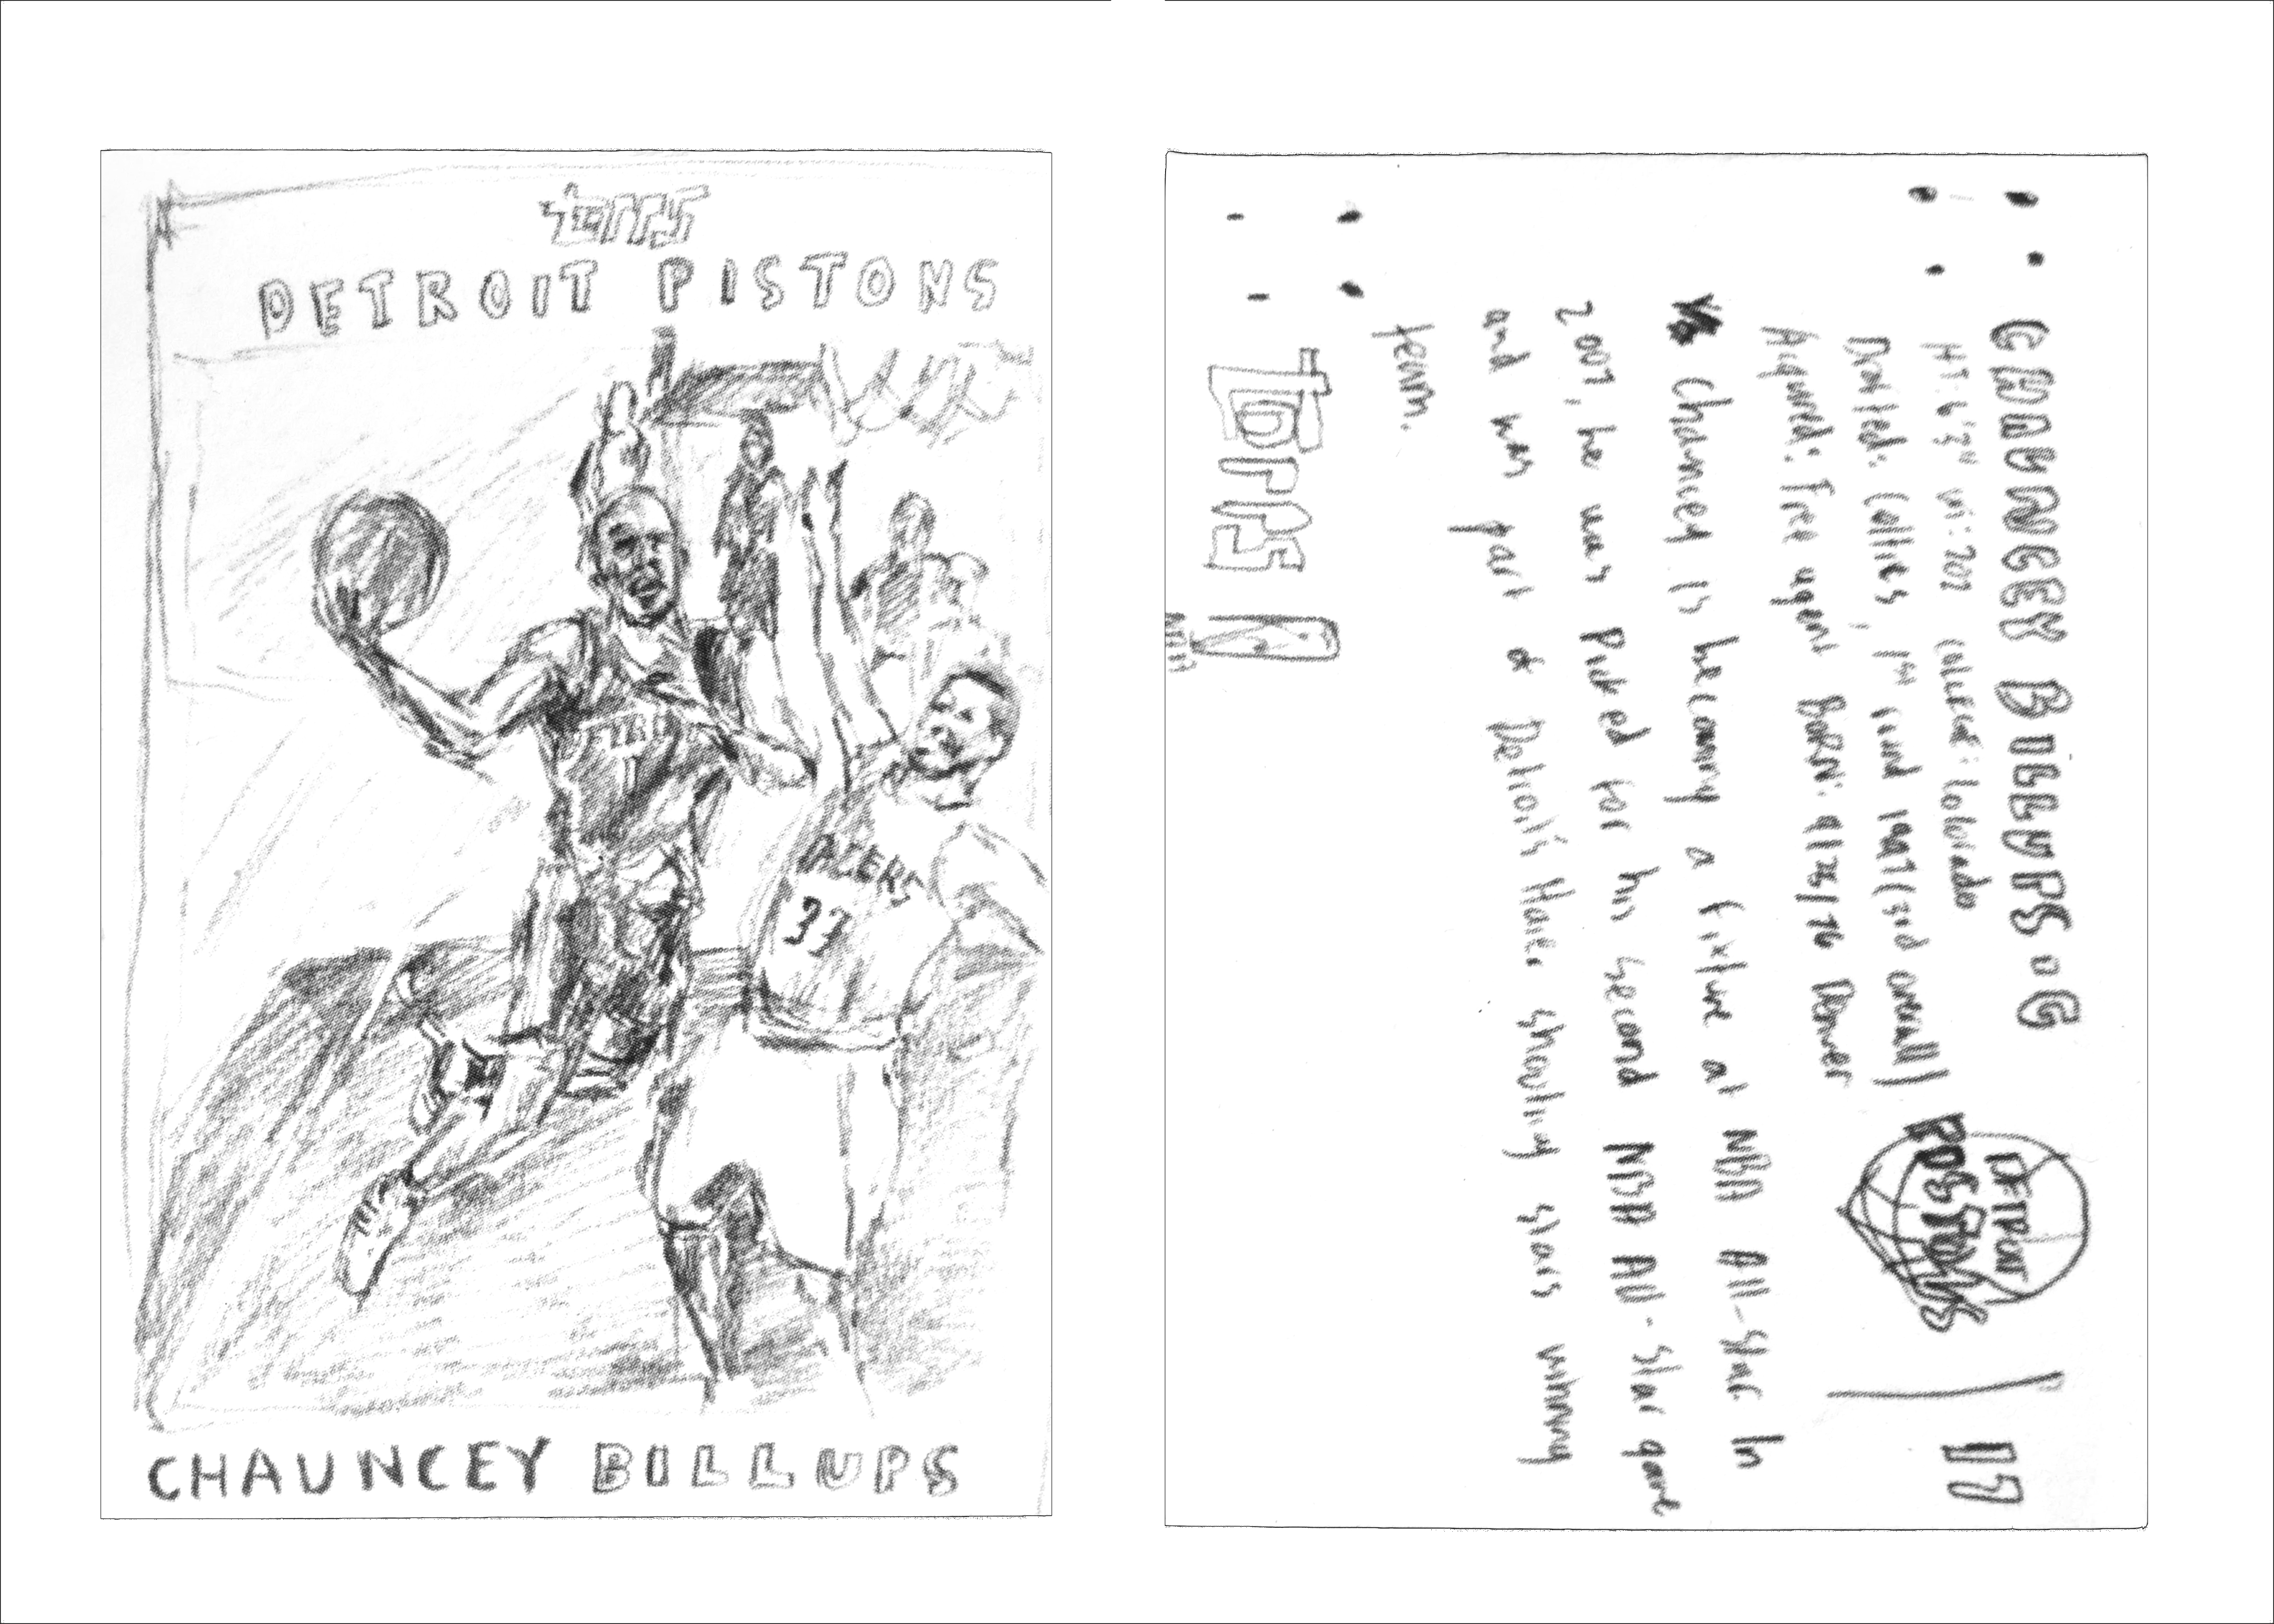 topps
DETROIT PISTONS
PACERS
33
CHAUNCEY BILLUPS
CHAUNCEY BILLUPS • G
HT: 6'3" WT: 202 College: Colorado
Drafted: Celtics, 1st round 1997 (3rd overall)
Acquired: Free agent BORN: 9/25/76 Denver
Chauncey is becoming a fixture at NBA All-Star. In
2007, he was Picked for his second NBA All-Star game
and was part of Detroit's Haier Shooting Stars winning
team.
DETROIT
PISTONS
17
topps